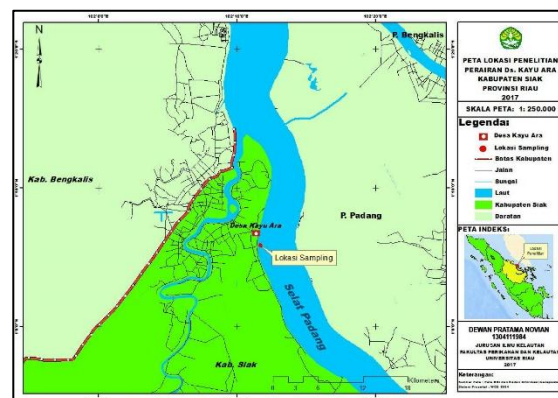 N
P. Bengkalis
Kab. Bengkalis
P. Padang
Desa Kayu Ara
Lokasi Sampling
Selat Padang
Kab. Siak
Kilometers
PETA LOKASI PENELITIAN
PERAIRAN Ds. KAYU ARA
KABUPATEN SIAK
PROVINSI RIAU
2017
SKALA PETA: 1: 250.000
Legenda:
Desa Kayu Ara
Lokasi Sampling
Batas Kabupaten
Jalan
Sungai
Laut
Kabupaten Siak
Daratan
PETA INDEKS:
DEWAN PRATAMA NOVIAN
1304111984
JURUSAN ILMU KELAUTAN
FAKULTAS PERIKANAN DAN KELAUTAN
UNIVERSITAS RIAU
2017
Keterangan: